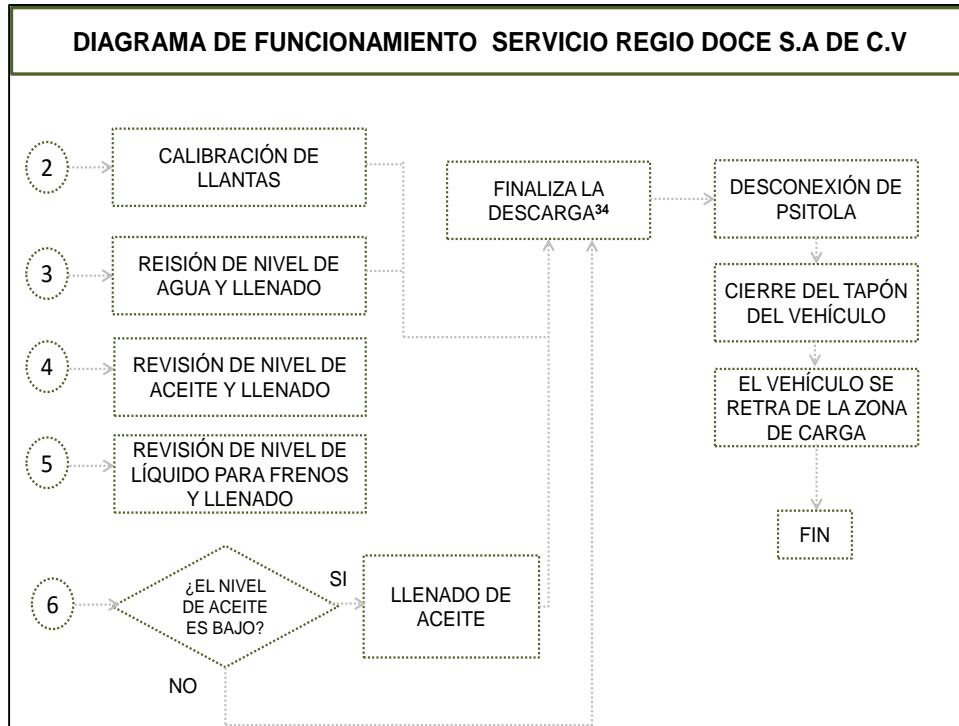 DIAGRAMA DE FUNCIONAMIENTO SERVICIO REGIO DOCE S.A DE C.V
2
CALIBRACIÓN DE
LLANTAS
3
REISIÓN DE NIVEL DE
AGUA Y LLENADO
4
REVISIÓN DE NIVEL DE
ACEITE Y LLENADO
5
REVISIÓN DE NIVEL DE
LÍQUIDO PARA FRENOS
Y LLENADO
6
¿EL NIVEL
DE ACEITE
ES BAJO?
SI
NO
LLENADO DE
ACEITE
FINALIZA LA
DESCARGA³⁴
DESCONEXIÓN DE
PSITOLA
CIERRE DEL TAPÓN
DEL VEHÍCULO
EL VEHÍCULO SE
RETRA DE LA ZONA
DE CARGA
FIN